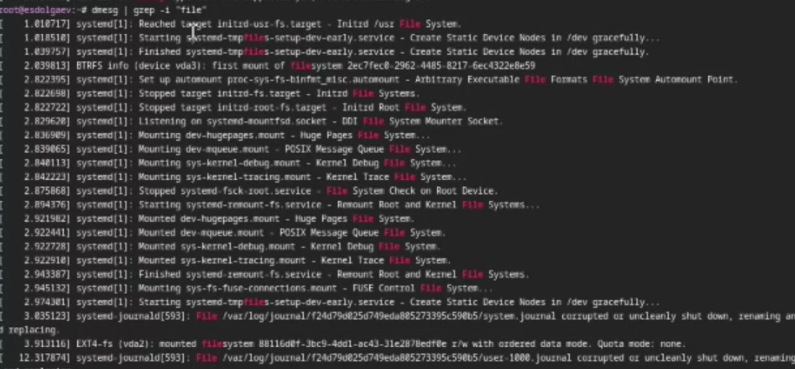 root@esdolgaev:~# dmesg | grep -i "file"
[ 1.010717] systemd[1]: Reached target initrd-usr-fs.target - Initrd /usr File System.
[ 1.018510] systemd[1]: Starting systemd-tmpfiles-setup-dev-early.service - Create Static Device Nodes in /dev gracefully...
[ 1.039757] systemd[1]: Finished systemd-tmpfiles-setup-dev-early.service - Create Static Device Nodes in /dev gracefully.
[ 2.039813] BTRFS info (device vda3): first mount of filesystem 2ec7fec0-2962-4485-8217-6ec4322e8e59
[ 2.822395] systemd[1]: Set up automount proc-sys-fs-binfmt_misc.automount - Arbitrary Executable File Formats File System Automount Point.
[ 2.822698] systemd[1]: Stopped target initrd-fs.target - Initrd File Systems.
[ 2.822722] systemd[1]: Stopped target initrd-root-fs.target - Initrd Root File System.
[ 2.829620] systemd[1]: Listening on systemd-mountfsd.socket - DDI File System Mounter Socket.
[ 2.836909] systemd[1]: Mounting dev-hugepages.mount - Huge Pages File System...
[ 2.839065] systemd[1]: Mounting dev-mqueue.mount - POSIX Message Queue File System...
[ 2.840113] systemd[1]: Mounting sys-kernel-debug.mount - Kernel Debug File System...
[ 2.842223] systemd[1]: Mounting sys-kernel-tracing.mount - Kernel Trace File System...
[ 2.875868] systemd[1]: Stopped systemd-fsck-root.service - File System Check on Root Device.
[ 2.894376] systemd[1]: Starting systemd-remount-fs.service - Remount Root and Kernel File Systems...
[ 2.921982] systemd[1]: Mounted dev-hugepages.mount - Huge Pages File System.
[ 2.922441] systemd[1]: Mounted dev-mqueue.mount - POSIX Message Queue File System.
[ 2.922728] systemd[1]: Mounted sys-kernel-debug.mount - Kernel Debug File System.
[ 2.922910] systemd[1]: Mounted sys-kernel-tracing.mount - Kernel Trace File System.
[ 2.943387] systemd[1]: Finished systemd-remount-fs.service - Remount Root and Kernel File Systems.
[ 2.945132] systemd[1]: Mounting sys-fs-fuse-connections.mount - FUSE Control File System...
[ 2.974301] systemd[1]: Starting systemd-tmpfiles-setup-dev-early.service - Create Static Device Nodes in /dev gracefully...
[ 3.035123] systemd-journald[593]: File /var/log/journal/f24d79d025d749eda805273395c590b5/system.journal corrupted or uncleanly shut down, renaming an
d replacing.
[ 3.913116] EXT4-fs (vda2): mounted filesystem 88116d0f-3bc9-4dd1-ac43-31e2878edf0e r/w with ordered data mode. Quota mode: none.
[ 12.317874] systemd-journald[593]: File /var/log/journal/f24d79d025d749eda805273395c590b5/user-1000.journal corrupted or uncleanly shut down, renaming